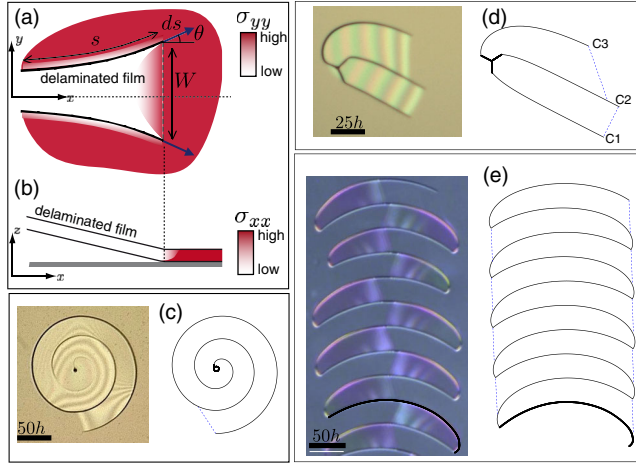 (a)
y
s
ds
θ
σyy
high
low
delaminated film
W
x
(b)
delaminated film
z
x
σxx
high
low
(c)
50h
25h
(d)
C3
C2
C1
(e)
50h